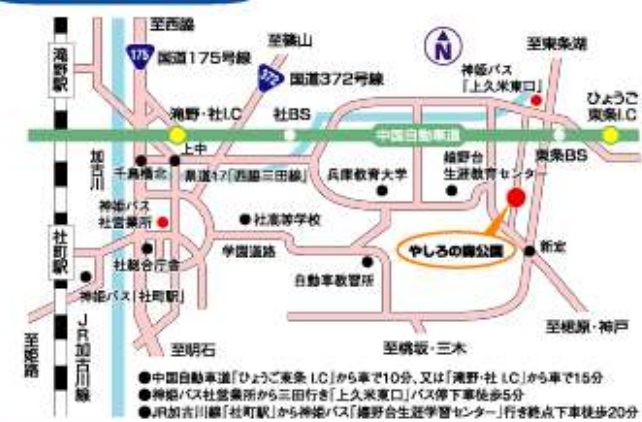 至西脇
175
国道175号線
至篠山
372
国道372号線
N
至東条湖
神姫バス
「上久米東口」
ひょうご
東条I.C
滝野駅
滝野・社I.C
社BS
中国自動車道
東条BS
加古川
上中
千鳥橋北
県道17「西脇三田線」
兵庫教育大学
嬉野台
生涯教育センター
神姫バス
社営業所
社高等学校
社町駅
社総合庁舎
学園道路
自動車教習所
やしろの森公園
新定
神姫バス「社町駅」
至姫路
JR加古川線
至明石
至桃坂・三木
至樫原・神戸
●中国自動車道「ひょうご東条 I.C」から車で10分、又は「滝野・社 I.C」から車で15分
●神姫バス社営業所から三田行き「上久米東口」バス停下車徒歩5分
●JR加古川線「社町駅」から神姫バス「嬉野台生涯学習センター」行き終点下車徒歩20分